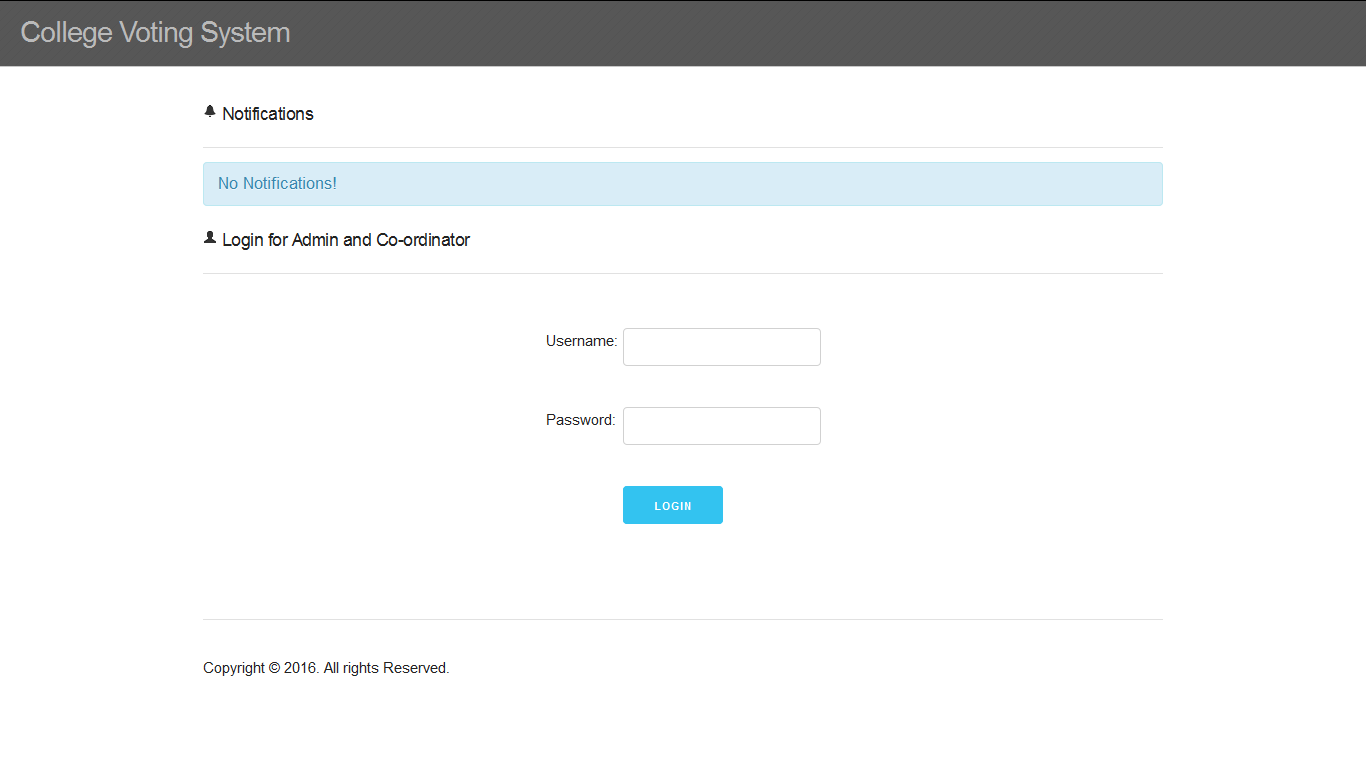 College Voting System
Notifications
No Notifications!
Login for Admin and Co-ordinator
Username:
Password:
LOGIN
Copyright © 2016. All rights Reserved.